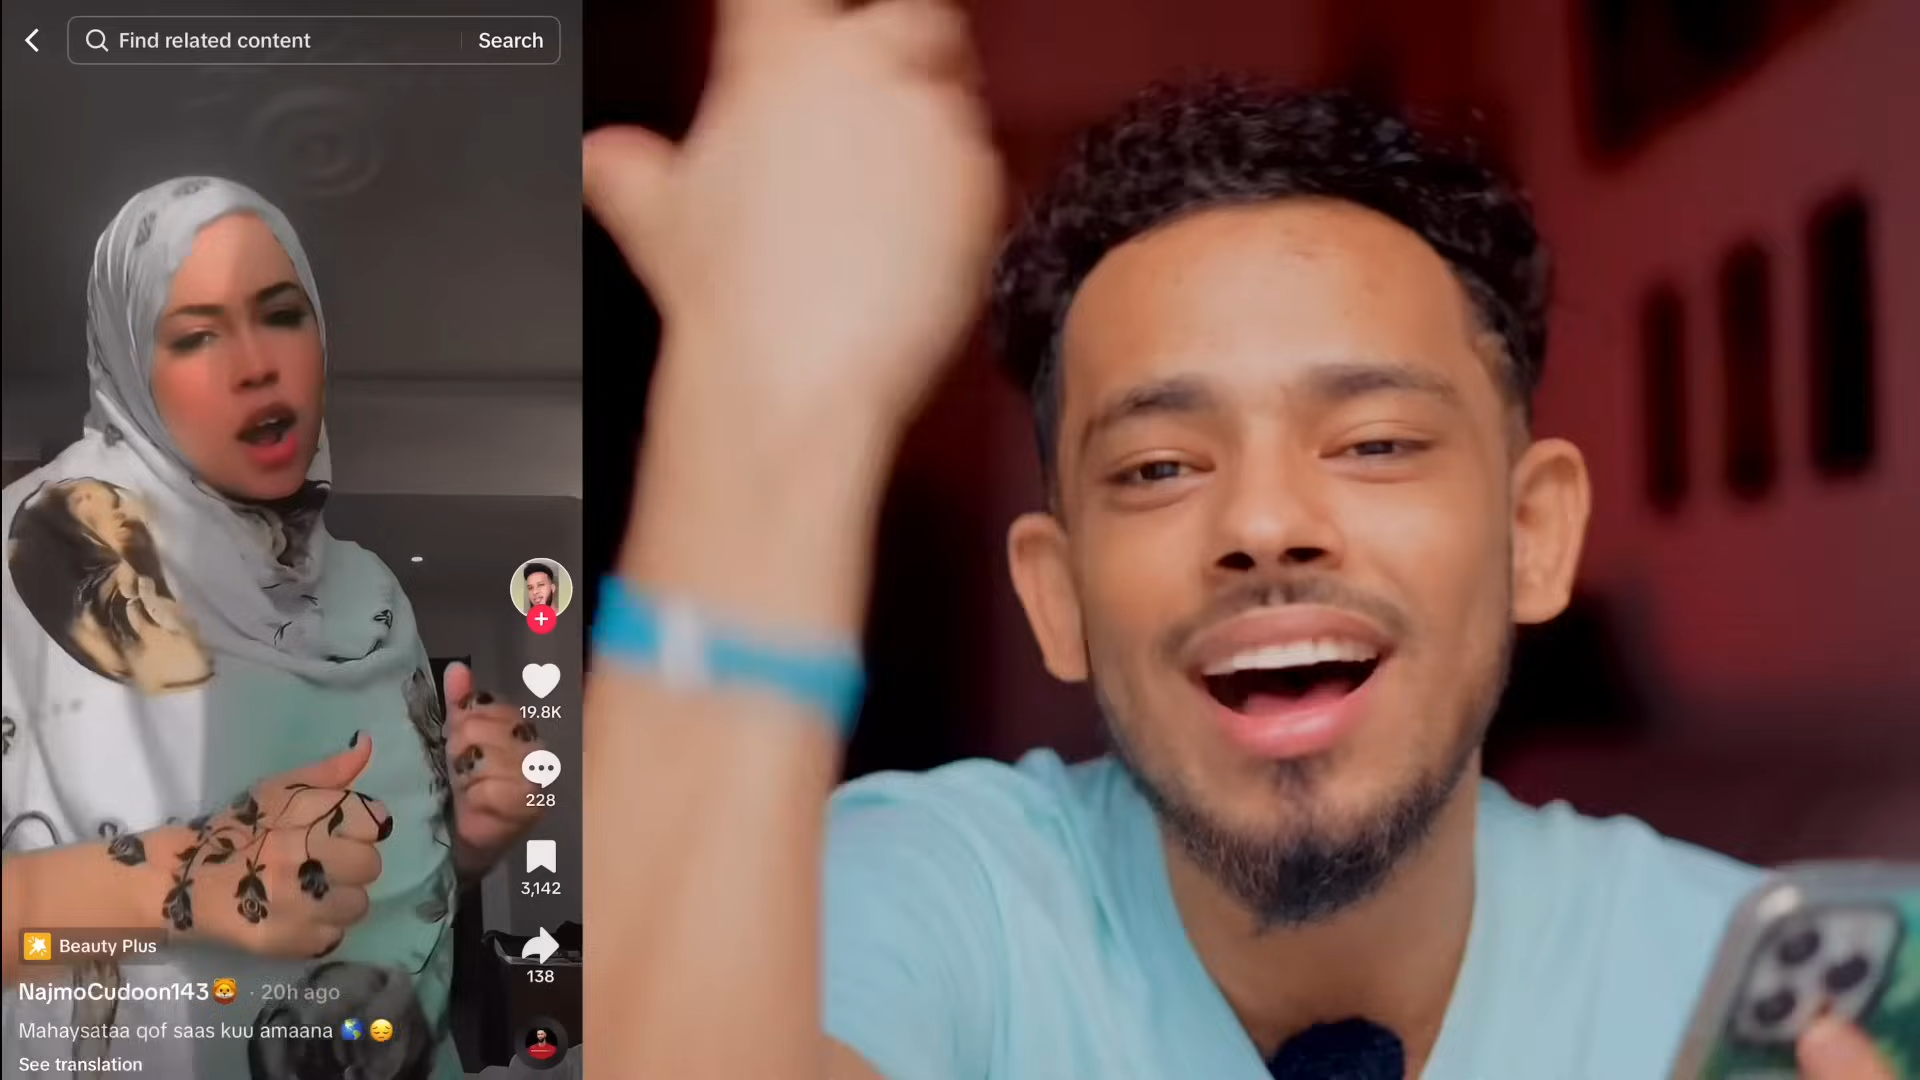 Find related content
Search
19.8K
228
3,142
138
Beauty Plus
NajmoCudoon143🦁 · 20h ago
Mahaysataa qof saas kuu amaana 🌎 😔
See translation